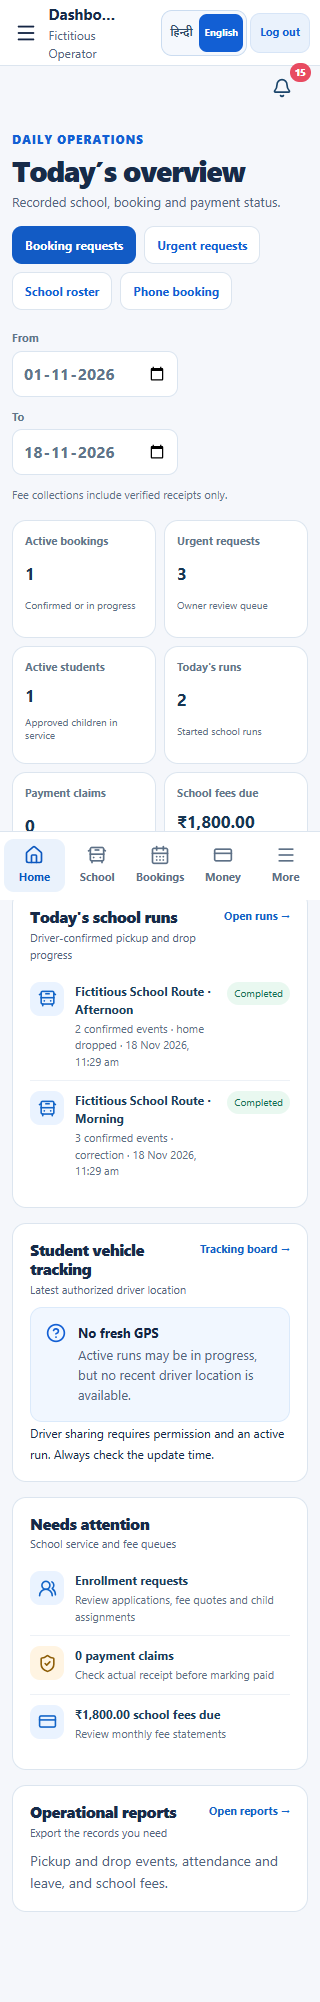 Dashbo...
Fictitious
Operator
हिन्दी
English
Log out
15
DAILY OPERATIONS
Today's overview
Recorded school, booking and payment status.
Booking requests
Urgent requests
School roster
Phone booking
From
01-11-2026
To
18-11-2026
Fee collections include verified receipts only.
Active bookings
1
Confirmed or in progress
Urgent requests
3
Owner review queue
Active students
1
Approved children in
service
Today's runs
2
Started school runs
Payment claims
0
School fees due
₹1,800.00
Home
School
Bookings
Money
More
Today's school runs
Open runs →
Driver-confirmed pickup and drop
progress
Fictitious School Route ·
Afternoon
Completed
2 confirmed events · home
dropped · 18 Nov 2026,
11:29 am
Fictitious School Route ·
Morning
Completed
3 confirmed events ·
correction · 18 Nov 2026,
11:29 am
Student vehicle
tracking
Tracking board →
Latest authorized driver location
No fresh GPS
Active runs may be in progress,
but no recent driver location is
available.
Driver sharing requires permission and an active
run. Always check the update time.
Needs attention
School service and fee queues
Enrollment requests
Review applications, fee quotes and child
assignments
0 payment claims
Check actual receipt before marking paid
₹1,800.00 school fees due
Review monthly fee statements
Operational reports
Open reports →
Export the records you need
Pickup and drop events, attendance and
leave, and school fees.